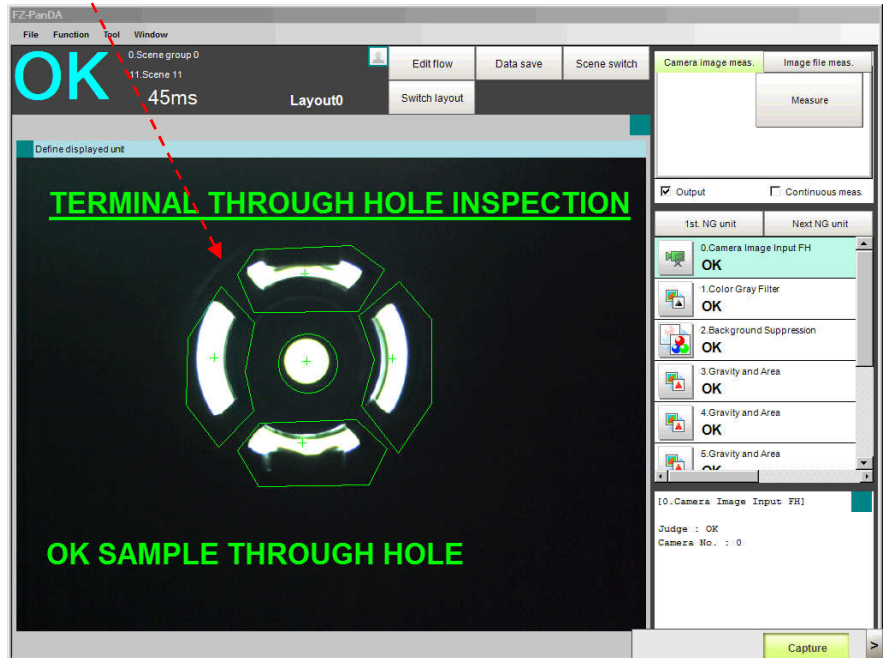 FZ-PanDA
File Function Tool Window
OK
0.Scene group 0
11.Scene 11
45ms
Layout0
Edit flow
Data save
Scene switch
Switch layout
Camera image meas.
Image file meas.
Measure
Output
Continuous meas.
Define displayed unit
TERMINAL THROUGH HOLE INSPECTION
OK SAMPLE THROUGH HOLE
1st. NG unit
Next NG unit
0.Camera Image Input FH
OK
1.Color Gray Filter
OK
2.Background Suppression
OK
3.Gravity and Area
OK
4.Gravity and Area
OK
5.Gravity and Area
OK
[0.Camera Image Input FH]
Judge : OK
Camera No. : 0
Capture
>